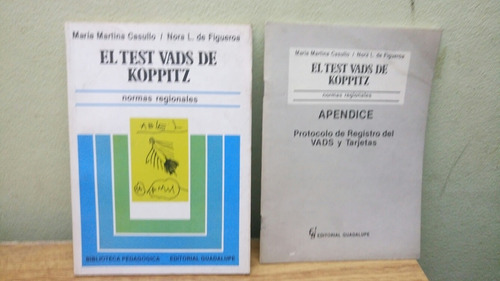 María Martina Casullo / Nora L. de Figueroa
EL TEST VADS DE
KOPPITZ
normas regionales
BIBLIOTECA PEDAGOGICA EDITORIAL GUADALUPE
María Martina Casullo / Nora L. de Figueroa
EL TEST VADS DE
KOPPITZ
normas regionales
APENDICE
Protocolo de Registro del
VADS y Tarjetas
EDITORIAL GUADALUPE